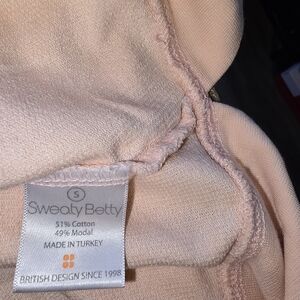 S
Sweaty Betty
51% Cotton
49% Modal
MADE IN TURKEY
BRITISH DESIGN SINCE 1998